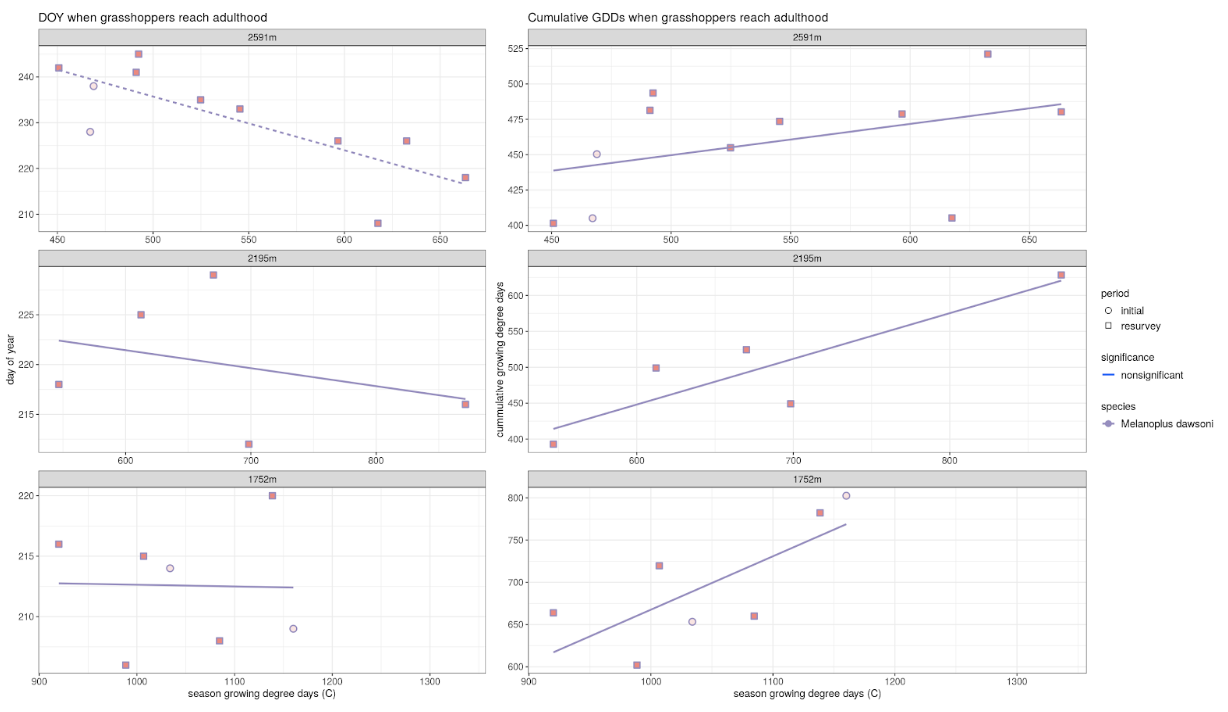 DOY when grasshoppers reach adulthood
2591m
240
230
220
210
450 500 550 600 650
2195m
225
220
215
600 700 800
day of year
1752m
220
215
210
900 1000 1100 1200 1300
season growing degree days (C)
Cumulative GDDs when grasshoppers reach adulthood
2591m
525
500
475
450
425
400
450 500 550 600 650
2195m
600
550
500
450
400
600 700 800
cummulative growing degree days
1752m
800
750
700
650
600
900 1000 1100 1200 1300
season growing degree days (C)
period
initial
resurvey
significance
nonsignificant
species
Melanoplus dawsoni